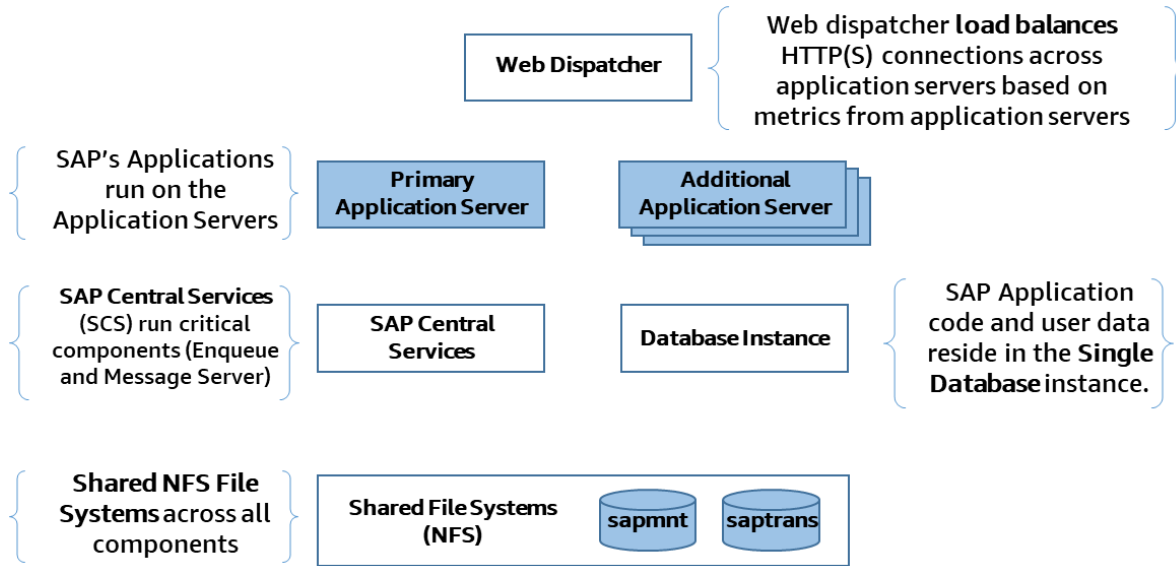 Web Dispatcher
Web dispatcher load balances
HTTP(S) connections across
application servers based on
metrics from application servers
SAP's Applications
run on the
Application Servers
Primary
Application Server
Additional
Application Server
SAP Central Services
(SCS) run critical
components (Enqueue
and Message Server)
SAP Central
Services
Database Instance
SAP Application
code and user data
reside in the Single
Database instance.
Shared NFS File
Systems across all
components
Shared File Systems
(NFS)
sapmnt
saptrans